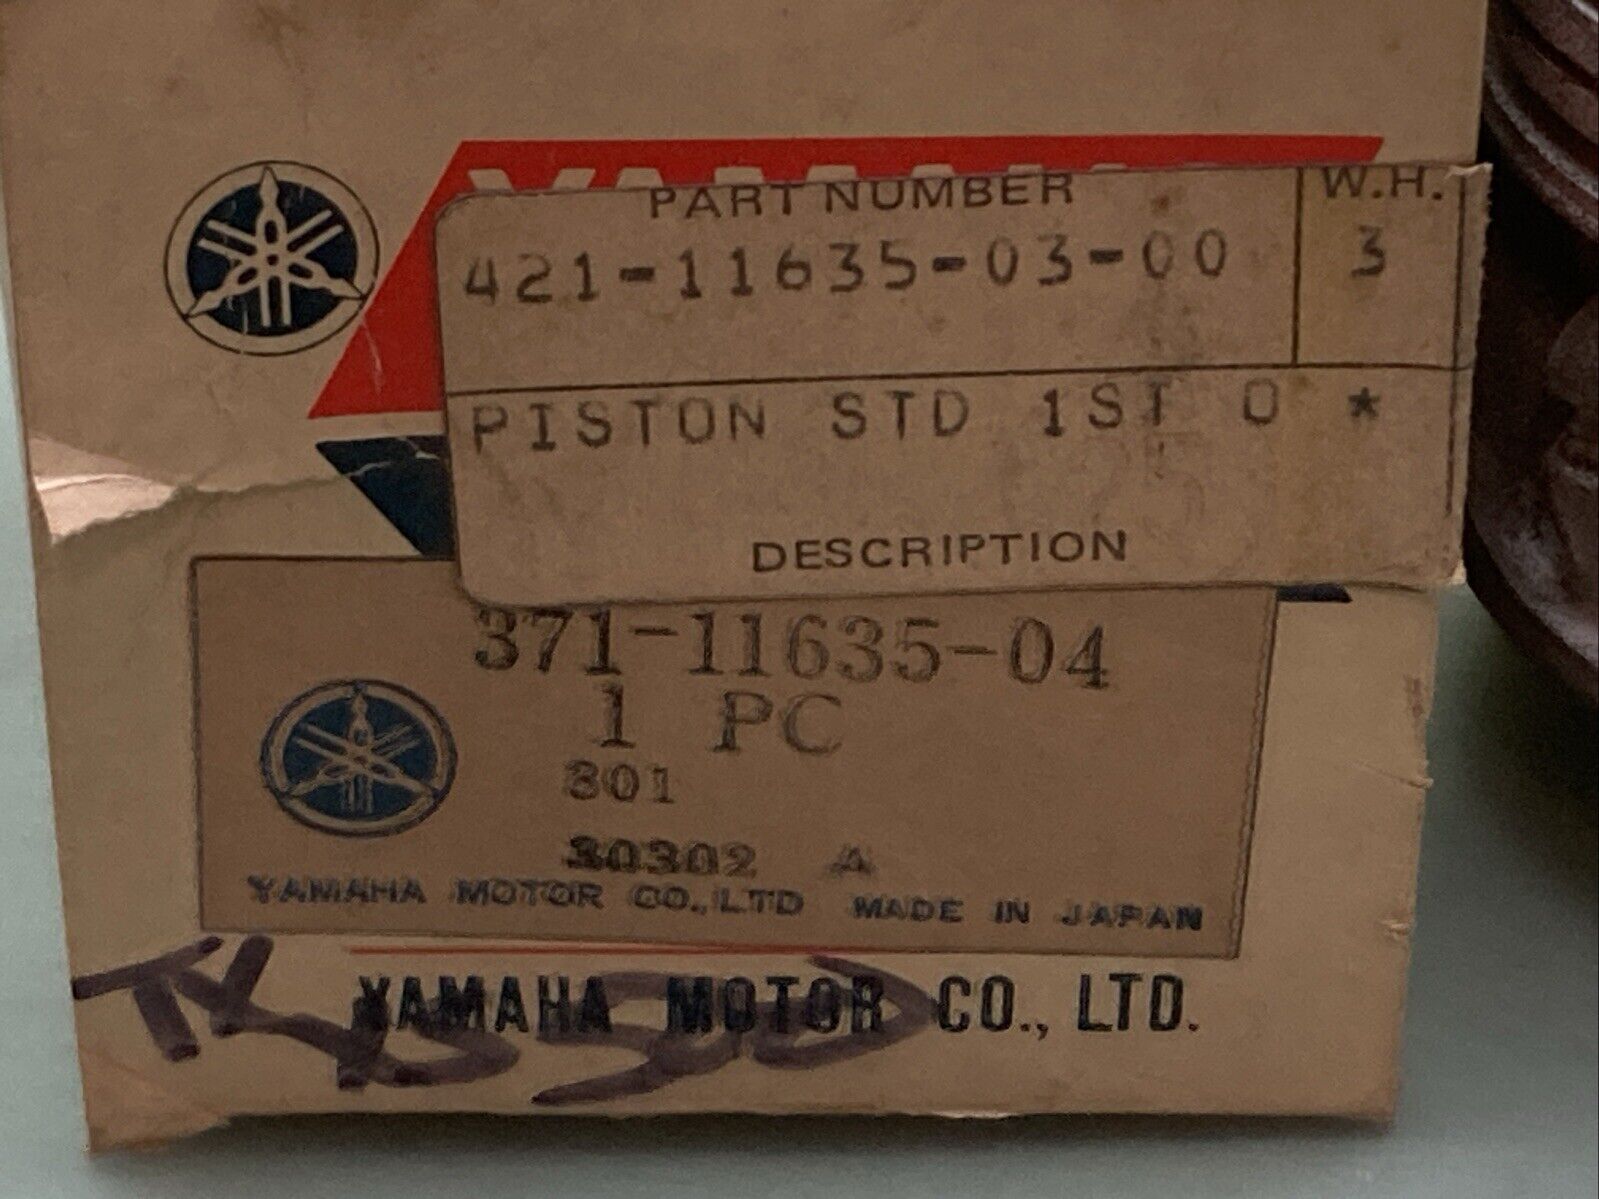 YAMAHA
PART NUMBER W.H.
421-11635-03-00 3
PISTON STD 1ST O *
DESCRIPTION
371-11635-04
1 PC
301
30302 A
YAMAHA MOTOR CO.,LTD MADE IN JAPAN
YAMAHA MOTOR CO., LTD.